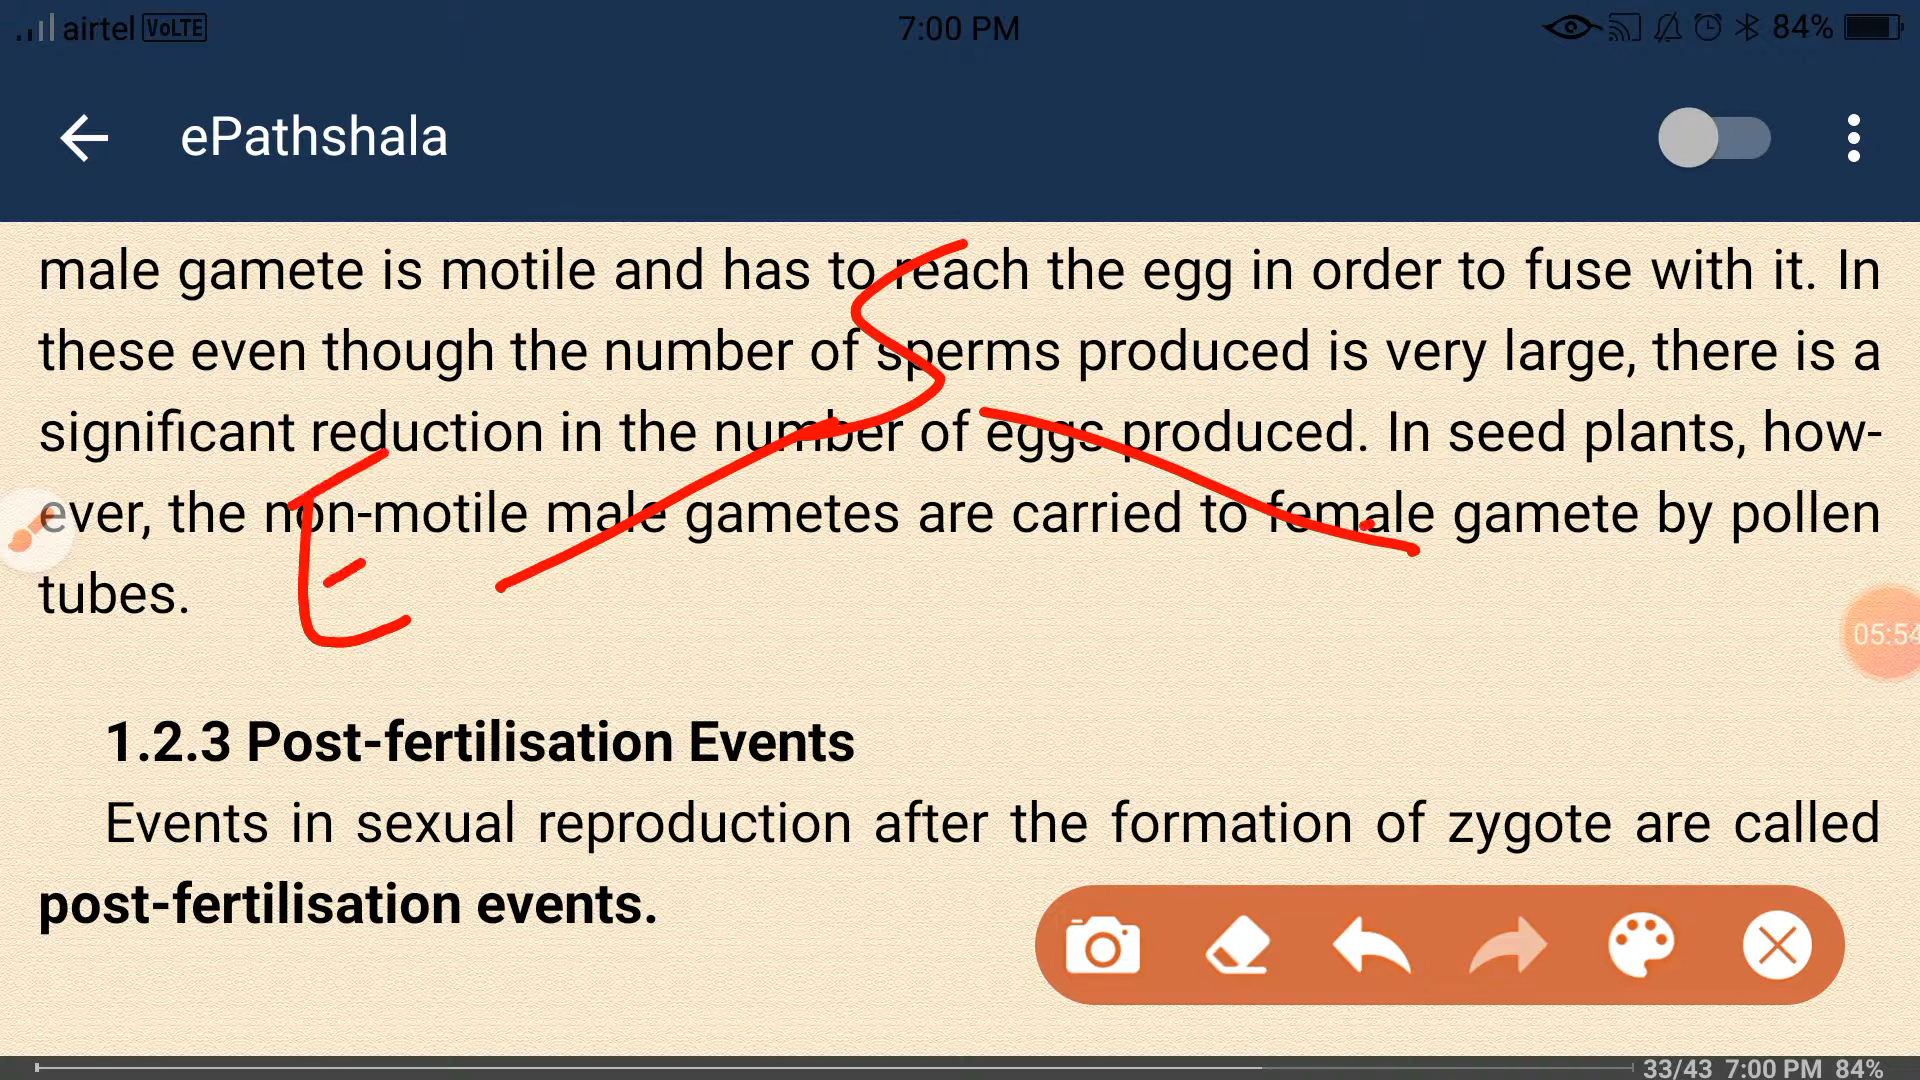 airtel VoLTE 7:00 PM 84%
ePathshala
male gamete is motile and has to reach the egg in order to fuse with it. In
these even though the number of sperms produced is very large, there is a
significant reduction in the number of eggs produced. In seed plants, how-
ever, the non-motile male gametes are carried to female gamete by pollen
tubes.
05:54
1.2.3 Post-fertilisation Events
Events in sexual reproduction after the formation of zygote are called
post-fertilisation events.
33/43 7:00 PM 84%